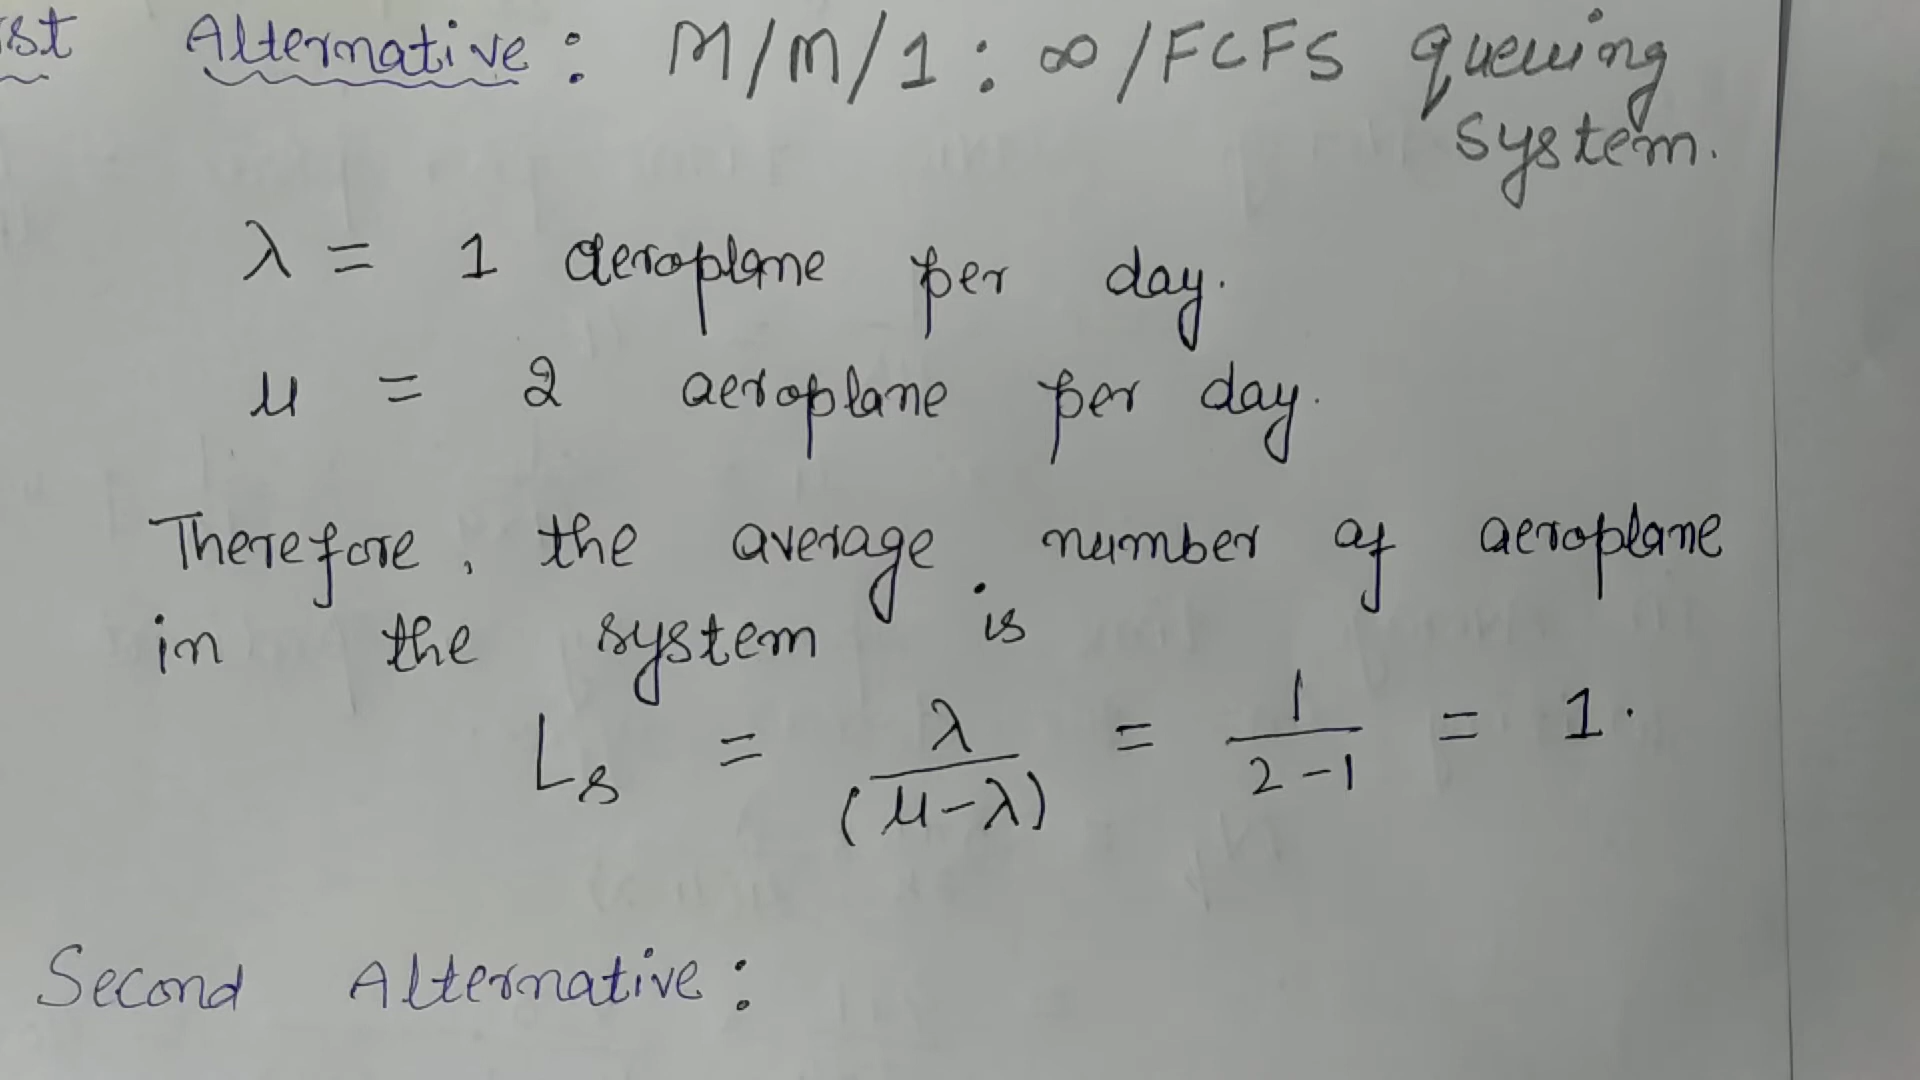 st Alternative: M/M/1: ∞/FCFS queuing
system.
λ = 1 aeroplane per day.
μ = 2 aeroplane per day.
Therefore, the average number of aeroplane
in the system is
Ls = λ/(μ-λ) = 1/2-1 = 1.
Second Alternative: